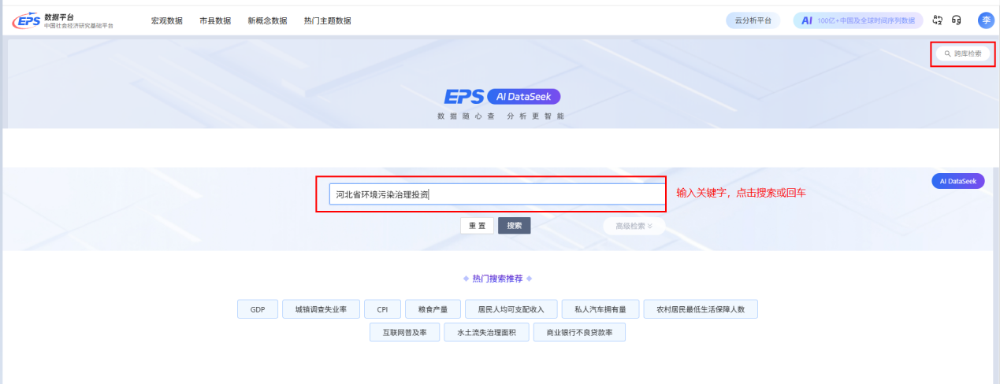 EPS 数据平台
中国社会经济研究基础平台
宏观数据 市县数据 新概念数据 热门主题数据
云分析平台
AI 100亿+中国及全球时间序列数据
李
跨库检索
EPS AI DataSeek
数据随心查 分析更智能
AI DataSeek
河北省环境污染治理投资
输入关键字，点击搜索或回车
重置 搜索 高级检索
热门搜索推荐
GDP 城镇调查失业率 CPI 粮食产量 居民人均可支配收入 私人汽车拥有量 农村居民最低生活保障人数
互联网普及率 水土流失治理面积 商业银行不良贷款率